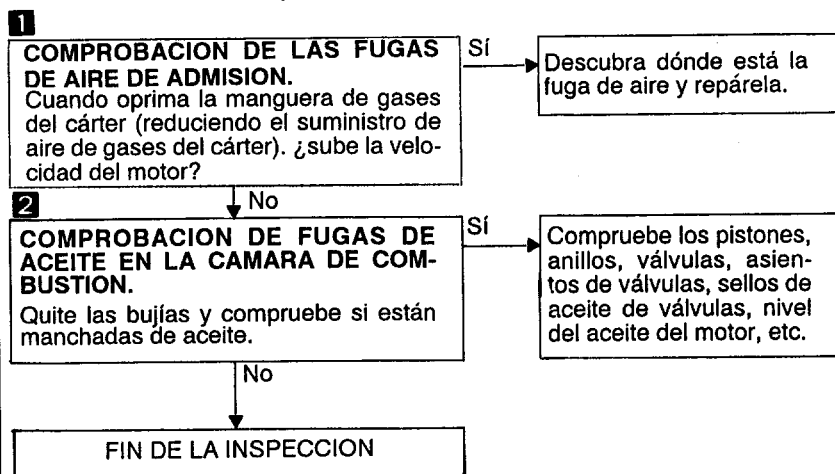 1
COMPROBACION DE LAS FUGAS
DE AIRE DE ADMISION.
Cuando oprima la manguera de gases
del cárter (reduciendo el suministro de
aire de gases del cárter). ¿sube la velo-
cidad del motor?
Sí
Descubra dónde está la
fuga de aire y repárela.
No
2
COMPROBACION DE FUGAS DE
ACEITE EN LA CAMARA DE COM-
BUSTION.
Quite las bujías y compruebe si están
manchadas de aceite.
Sí
Compruebe los pistones,
anillos, válvulas, asien-
tos de válvulas, sellos de
aceite de válvulas, nivel
del aceite del motor, etc.
No
FIN DE LA INSPECCION